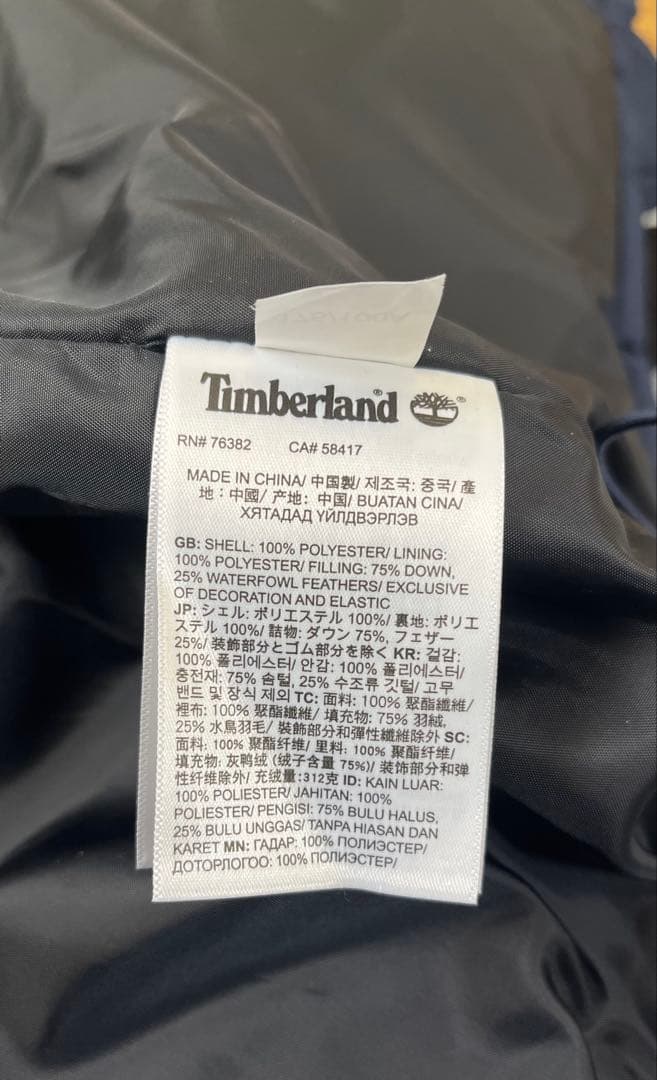 Timberland®
RN# 76382 CA# 58417
MADE IN CHINA/ 中国製/ 제조국: 중국/ 產
地：中國/ 产地：中国/ BUATAN CINA/
ХЯТАДАД ҮЙЛДВЭРЛЭВ
GB: SHELL: 100% POLYESTER/ LINING:
100% POLYESTER/ FILLING: 75% DOWN,
25% WATERFOWL FEATHERS/ EXCLUSIVE
OF DECORATION AND ELASTIC
JP: シェル: ポリエステル 100%/ 裏地: ポリエ
ステル 100%/ 詰物: ダウン 75%, フェザー
25%/ 装飾部分とゴム部分を除く KR: 겉감:
100% 폴리에스터/ 안감: 100% 폴리에스터/
충전재: 75% 솜털, 25% 수조류 깃털/ 고무
밴드 및 장식 제외 TC: 面料: 100% 聚酯纖維/
裡布: 100% 聚酯纖維/ 填充物: 75% 羽絨,
25% 水鳥羽毛/ 裝飾部分和彈性纖維除外 SC:
面料: 100% 聚酯纤维/ 里料: 100% 聚酯纤维/
填充物: 灰鸭绒 (绒子含量 75%)/ 装饰部分和弹
性纤维除外/ 充绒量:312克 ID: KAIN LUAR:
100% POLIESTER/ JAHITAN: 100%
POLIESTER/ PENGISI: 75% BULU HALUS,
25% BULU UNGGAS/ TANPA HIASAN DAN
KARET MN: ГАДАР: 100% ПОЛИЭСТЕР/
ДОТОРЛОГОО: 100% ПОЛИЭСТЕР/